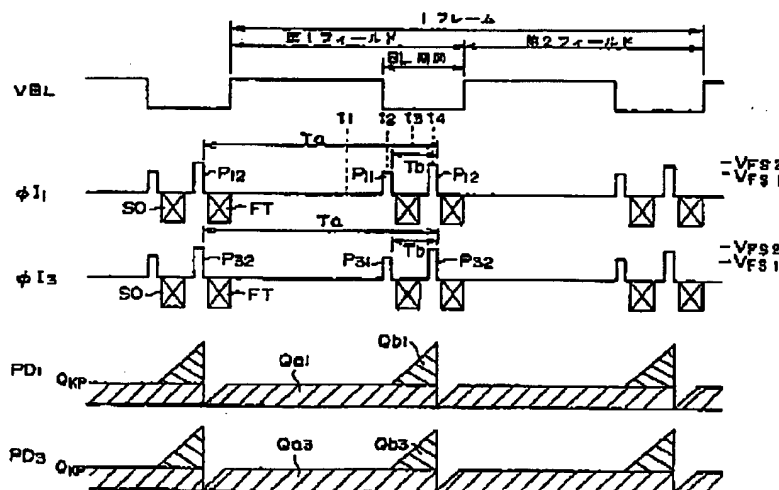 1フレーム
第1フィールド
第2フィールド
BL期間
VBL
T1
T2
T3
T4
Ta
P12
P11
Tb
P12
VFS2
VFS1
φI1
SO
FT
Ta
P32
P31
Tb
P32
VFS2
VFS1
φI3
SO
FT
PD1
QKP
Qa1
Qb1
PD3
QKP
Qa3
Qb3